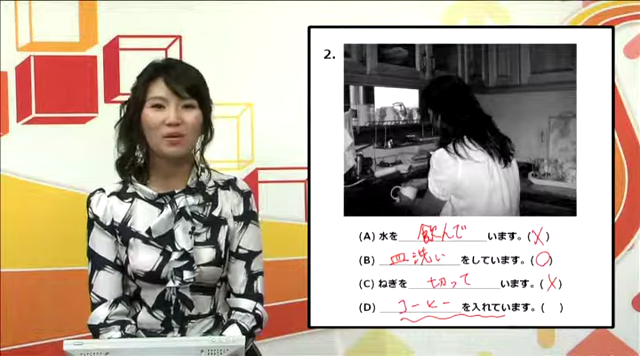 2.
(A) 水を 飲んで います。(X)
(B) 皿洗い をしています。(○)
(C) ねぎを 切って います。(X)
(D) コーヒー を入れています。( )